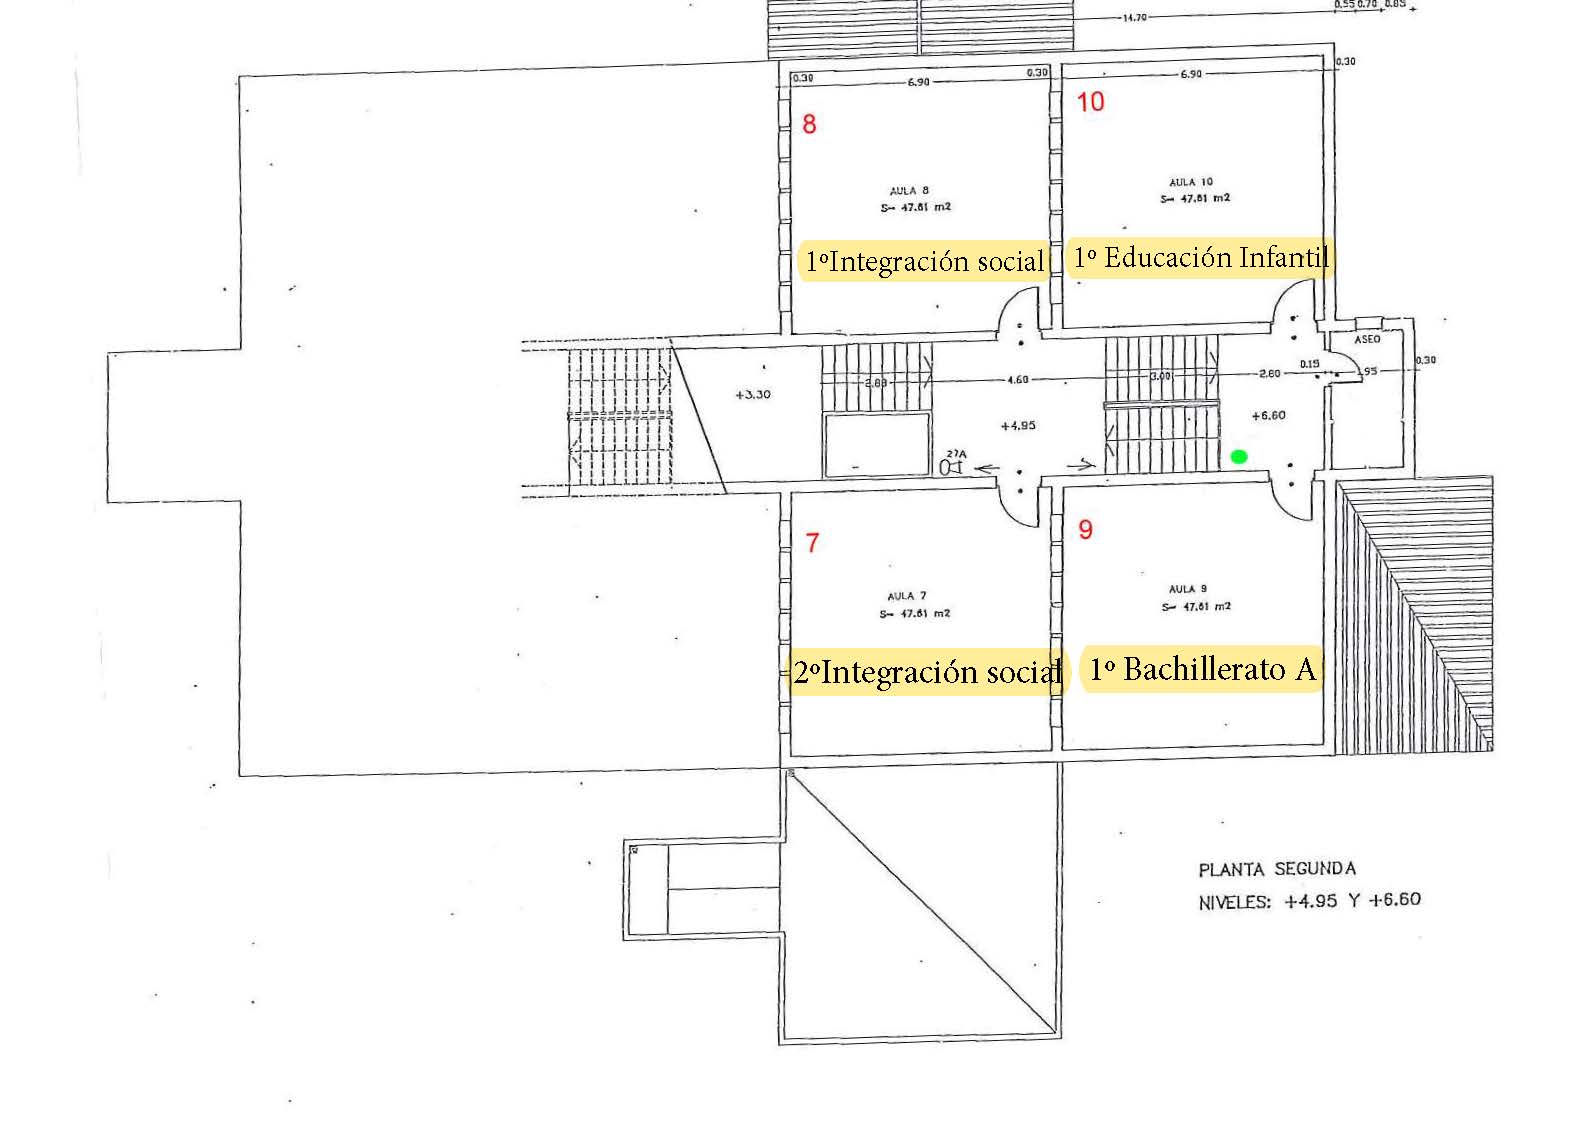 0.55 0.70 0.85
14.70
0.30
6.90
0.30
6.90
0.30
8
10
AULA 8
S= 47.61 m2
AULA 10
S= 47.61 m2
1ºIntegración social
1º Educación Infantil
ASEO
+3.30
2.80
4.60
3.00
2.80
0.15
1.95
0.30
+4.95
+6.60
27A
7
9
AULA 7
S= 47.61 m2
AULA 9
S= 47.61 m2
2ºIntegración social
1º Bachillerato A
PLANTA SEGUNDA
NIVELES: +4.95 Y +6.60